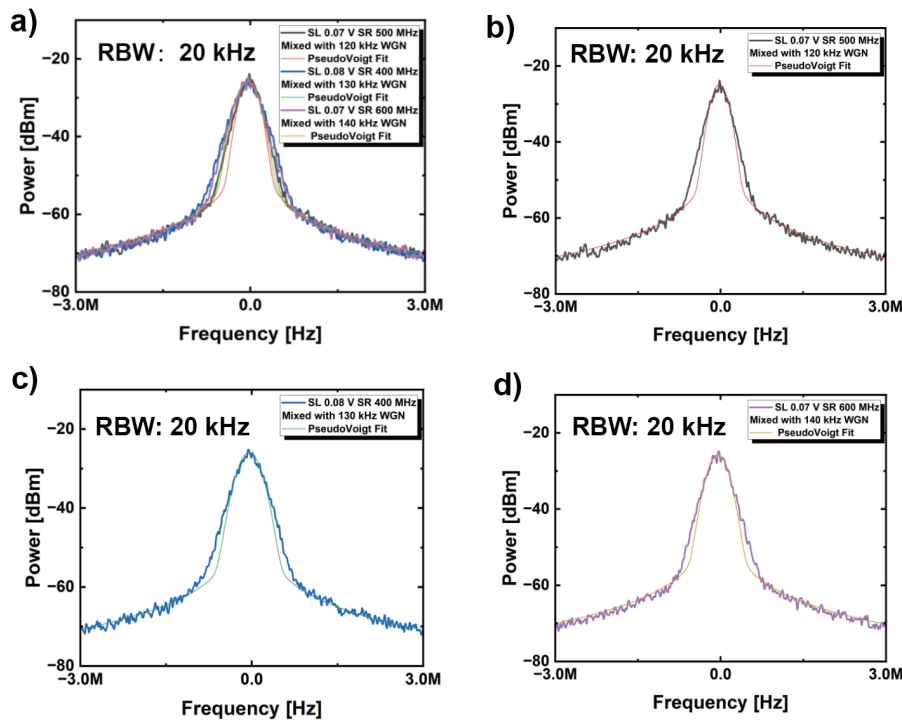 a)
RBW: 20 kHz
SL 0.07 V SR 500 MHz
Mixed with 120 kHz WGN
PseudoVoigt Fit
SL 0.08 V SR 400 MHz
Mixed with 130 kHz WGN
PseudoVoigt Fit
SL 0.07 V SR 600 MHz
Mixed with 140 kHz WGN
PseudoVoigt Fit
Power [dBm]
−20
−40
−60
−80
−3.0M
0.0
3.0M
Frequency [Hz]
b)
RBW: 20 kHz
SL 0.07 V SR 500 MHz
Mixed with 120 kHz WGN
PseudoVoigt Fit
Power [dBm]
−20
−40
−60
−80
−3.0M
0.0
3.0M
Frequency [Hz]
c)
RBW: 20 kHz
SL 0.08 V SR 400 MHz
Mixed with 130 kHz WGN
PseudoVoigt Fit
Power [dBm]
−20
−40
−60
−80
−3.0M
0.0
3.0M
Frequency [Hz]
d)
RBW: 20 kHz
SL 0.07 V SR 600 MHz
Mixed with 140 kHz WGN
PseudoVoigt Fit
Power [dBm]
−20
−40
−60
−80
−3.0M
0.0
3.0M
Frequency [Hz]